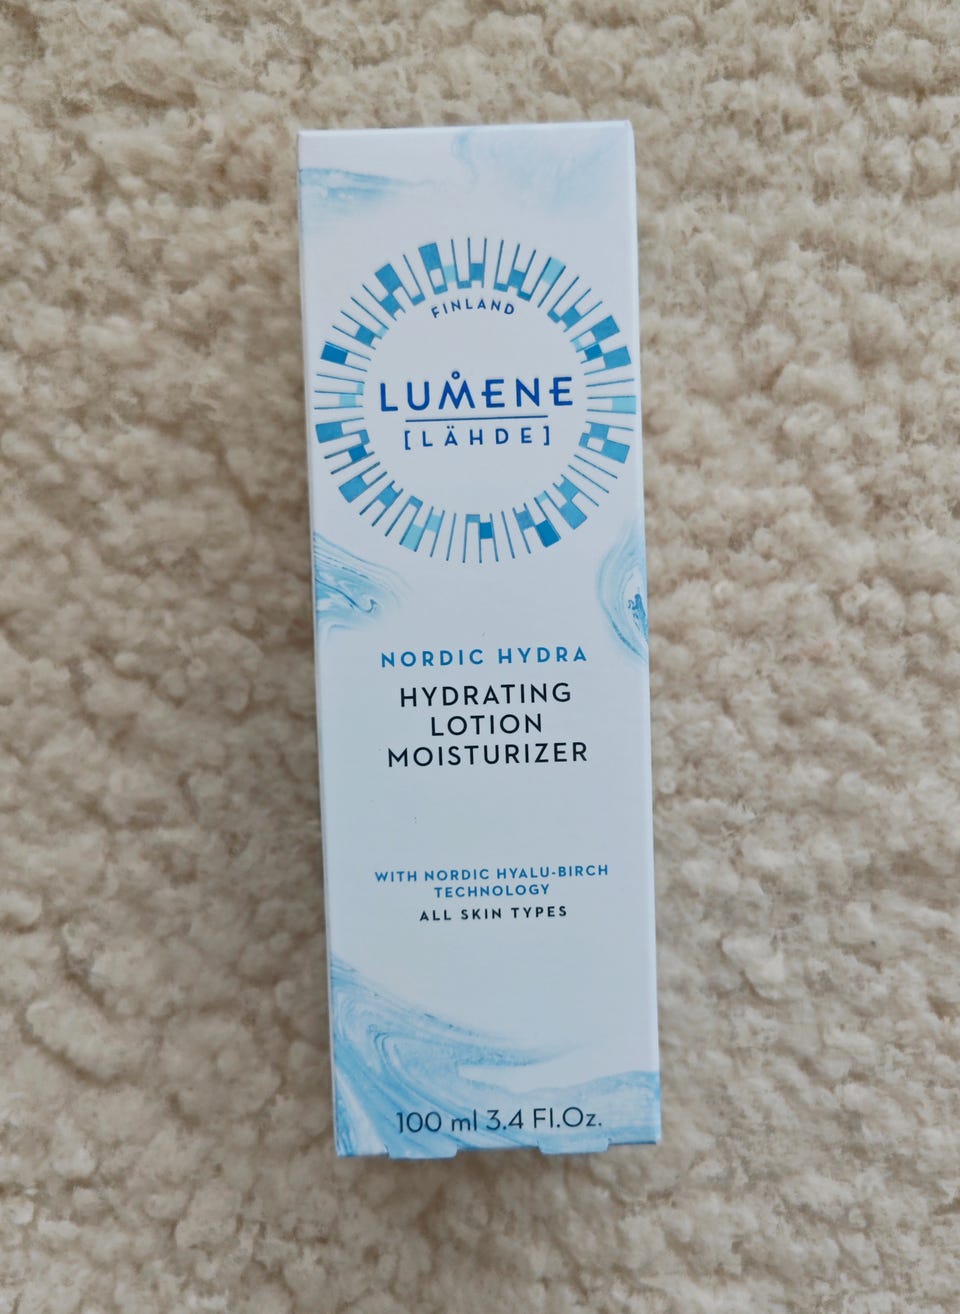 FINLAND
LUMENE
[LÄHDE]
NORDIC HYDRA
HYDRATING
LOTION
MOISTURIZER
WITH NORDIC HYALU-BIRCH
TECHNOLOGY
ALL SKIN TYPES
100 ml 3.4 Fl.Oz.